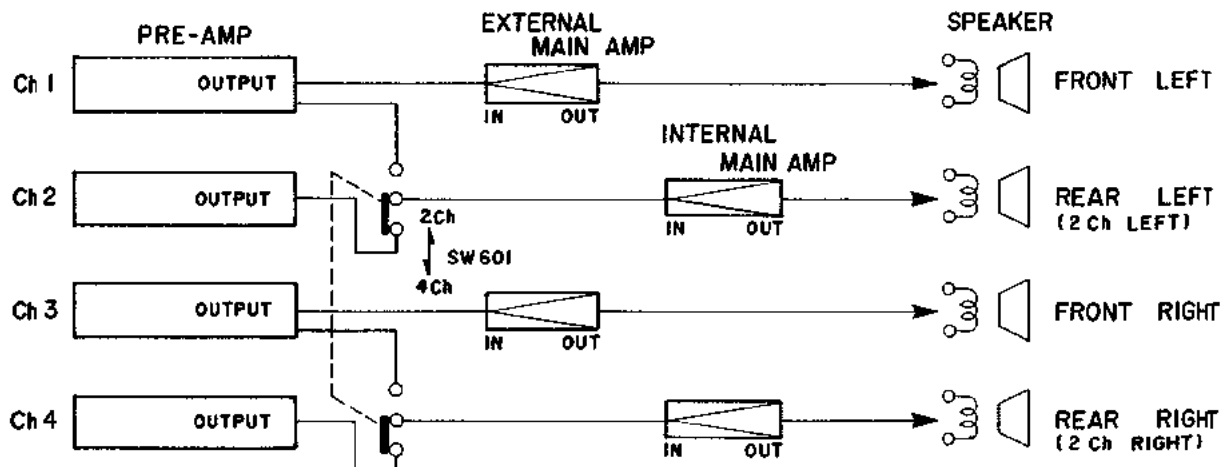 PRE-AMP
EXTERNAL
MAIN AMP
SPEAKER
Ch 1
OUTPUT
IN OUT
FRONT LEFT
INTERNAL
MAIN AMP
Ch 2
OUTPUT
IN OUT
REAR LEFT
(2 Ch LEFT)
2Ch
SW601
4Ch
Ch 3
OUTPUT
IN OUT
FRONT RIGHT
Ch 4
OUTPUT
IN OUT
REAR RIGHT
(2 Ch RIGHT)